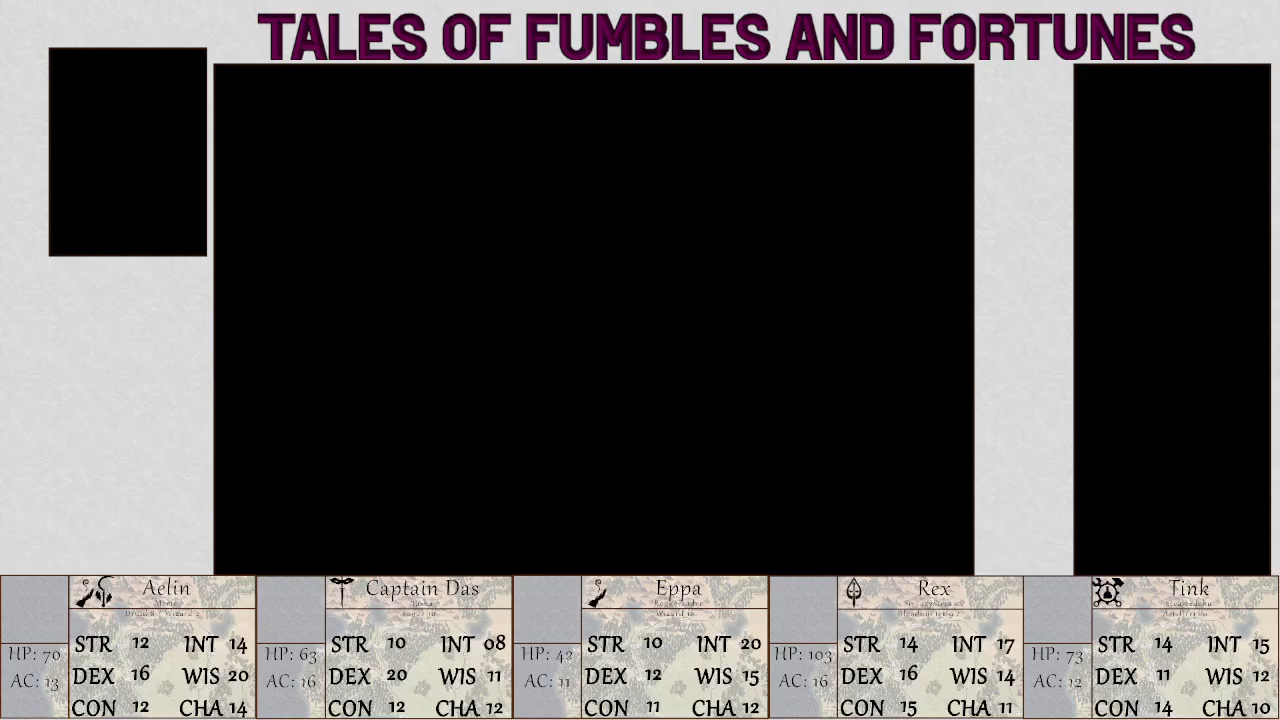 TALES OF FUMBLES AND FORTUNES
Aelin
STR 12 INT 14
HP: 70
DEX 16 WIS 20
AC: 13
CON 12 CHA 14
Captain Das
STR 10 INT 08
HP: 63
DEX 20 WIS 11
AC: 16
CON 12 CHA 12
Eppa
STR 10 INT 20
HP: 42
DEX 12 WIS 15
AC: 11
CON 11 CHA 12
Rex
STR 14 INT 17
HP: 103
DEX 16 WIS 14
AC: 16
CON 15 CHA 11
Tink
STR 14 INT 15
HP: 73
DEX 11 WIS 12
AC: 12
CON 14 CHA 10